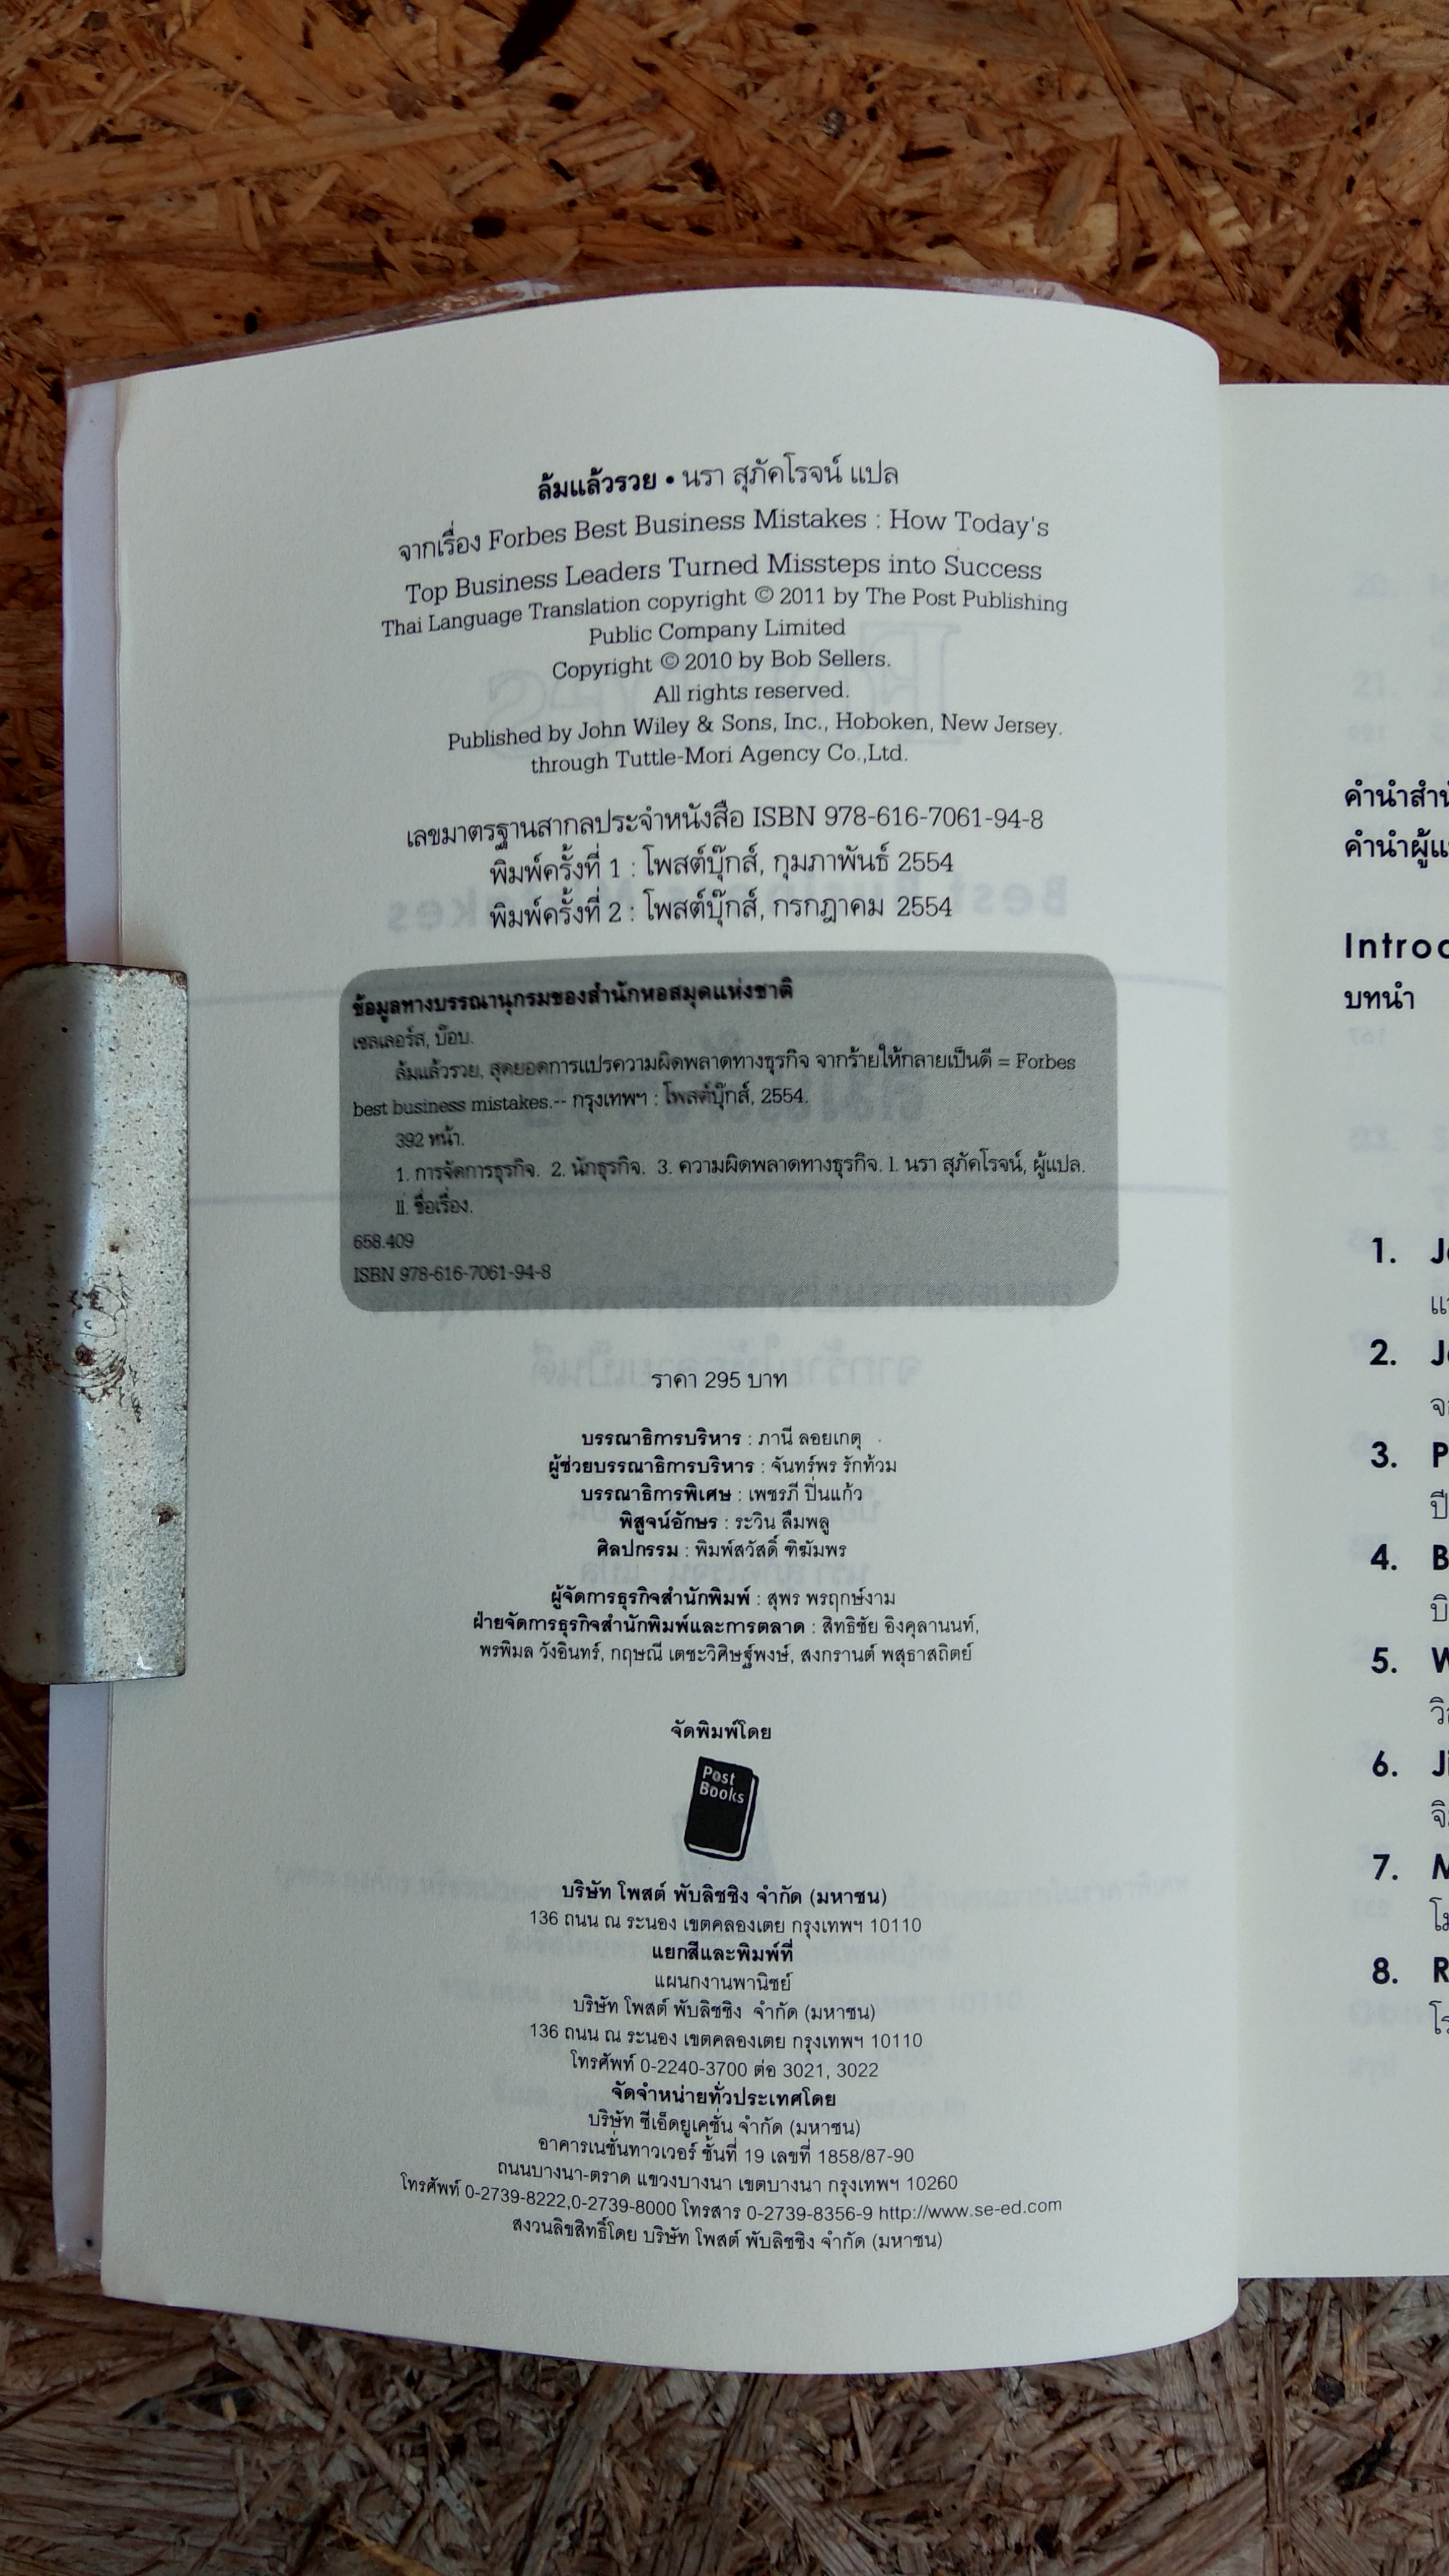 ล้มแล้วรวย • นรา สุภัคโรจน์ แปล
จากเรื่อง Forbes Best Business Mistakes : How Today's
Top Business Leaders Turned Missteps into Success
Thai Language Translation copyright © 2011 by The Post Publishing
Public Company Limited
Copyright © 2010 by Bob Sellers.
All rights reserved.
Published by John Wiley & Sons, Inc., Hoboken, New Jersey.
through Tuttle-Mori Agency Co.,Ltd.
เลขมาตรฐานสากลประจำหนังสือ ISBN 978-616-7061-94-8
พิมพ์ครั้งที่ 1 : โพสต์บุ๊กส์, กุมภาพันธ์ 2554
พิมพ์ครั้งที่ 2 : โพสต์บุ๊กส์, กรกฎาคม 2554
ข้อมูลทางบรรณานุกรมของสำนักหอสมุดแห่งชาติ
เซลเลอร์ส, บ็อบ.
ล้มแล้วรวย, สุดยอดการแปรความผิดพลาดทางธุรกิจ จากร้ายให้กลายเป็นดี = Forbes
best business mistakes.-- กรุงเทพฯ : โพสต์บุ๊กส์, 2554.
392 หน้า.
1. การจัดการธุรกิจ. 2. นักธุรกิจ. 3. ความผิดพลาดทางธุรกิจ. I. นรา สุภัคโรจน์, ผู้แปล.
II. ชื่อเรื่อง.
658.409
ISBN 978-616-7061-94-8
ราคา 295 บาท
บรรณาธิการบริหาร : ภานี ลอยเกตุ
ผู้ช่วยบรรณาธิการบริหาร : จันทร์พร รักท้วม
บรรณาธิการพิเศษ : เพชรภี ปิ่นแก้ว
พิสูจน์อักษร : ระวิน ลืมพลู
ศิลปกรรม : พิมพ์สวัสดิ์ ทิฆัมพร
ผู้จัดการธุรกิจสำนักพิมพ์ : สุพร พรฤกษ์งาม
ฝ่ายจัดการธุรกิจสำนักพิมพ์และการตลาด : สิทธิชัย อิงคุลานนท์,
พรพิมล วังอินทร์, กฤษณี เตชะวิศิษฐ์พงษ์, สงกรานต์ พสุธาสถิตย์
จัดพิมพ์โดย
Post
Books
บริษัท โพสต์ พับลิชชิง จำกัด (มหาชน)
136 ถนน ณ ระนอง เขตคลองเตย กรุงเทพฯ 10110
แยกสีและพิมพ์ที่
แผนกงานพานิชย์
บริษัท โพสต์ พับลิชชิง จำกัด (มหาชน)
136 ถนน ณ ระนอง เขตคลองเตย กรุงเทพฯ 10110
โทรศัพท์ 0-2240-3700 ต่อ 3021, 3022
จัดจำหน่ายทั่วประเทศโดย
บริษัท ซีเอ็ดยูเคชั่น จำกัด (มหาชน)
อาคารเนชั่นทาวเวอร์ ชั้นที่ 19 เลขที่ 1858/87-90
ถนนบางนา-ตราด แขวงบางนา เขตบางนา กรุงเทพฯ 10260
โทรศัพท์ 0-2739-8222,0-2739-8000 โทรสาร 0-2739-8356-9 http://www.se-ed.com
สงวนลิขสิทธิ์โดย บริษัท โพสต์ พับลิชชิง จำกัด (มหาชน)
บทนำ
1.
2.
3.
4.
5.
6.
7.
8.